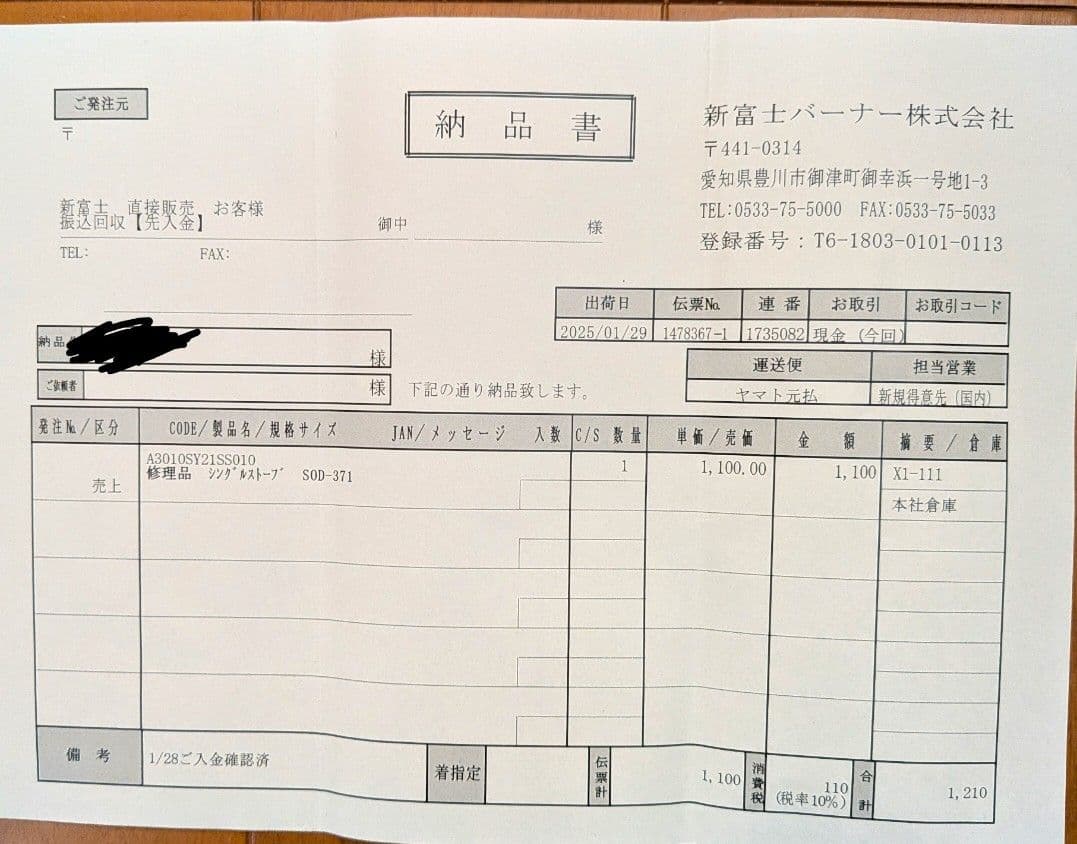 ご発注元
〒
納品書
新富士バーナー株式会社
〒441-0314
愛知県豊川市御津町御幸浜一号地1-3
TEL:0533-75-5000 FAX:0533-75-5033
登録番号:T6-1803-0101-0113
新富士 直接販売 お客様
振込回収【先入金】
御中 様
TEL: FAX:
出荷日 伝票No. 連番 お取引 お取引コード
2025/01/29 1478367-1 1735082 現金 (今回)
運送便 担当営業
ヤマト元払 新規得意先(国内)
納品 様
ご依頼者 様
下記の通り納品致します。
発注No./区分 CODE/製品名/規格サイズ JAN/メッセージ 入数 C/S 数量 単価/売価 金額 摘要/倉庫
A3010SY21SS010
売上 修理品 シングルストーブ SOD-371 1 1,100.00 1,100 X1-111
本社倉庫
備考 1/28ご入金確認済 着指定 伝票計 1,100 消費税 110 (税率10%) 合計 1,210